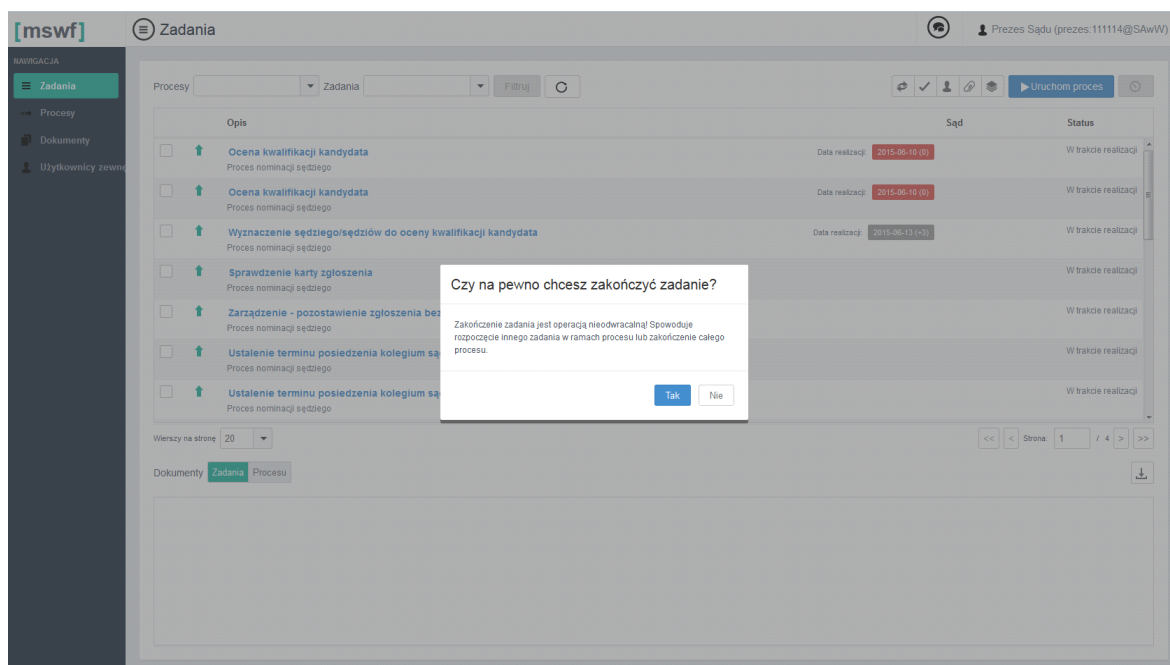 [mswf]
Zadania
Prezes Sądu (prezes:111114@SAwW)
NAWIGACJA
Zadania
Procesy
Dokumenty
Użytkownicy zewnę
Procesy
Zadania
Filtruj
Uruchom proces
Opis Sąd Status
Ocena kwalifikacji kandydata
Proces nominacji sędziego
Data realizacji: 2015-06-10 (0)
W trakcie realizacji
Ocena kwalifikacji kandydata
Proces nominacji sędziego
Data realizacji: 2015-06-10 (0)
W trakcie realizacji
Wyznaczenie sędziego/sędziów do oceny kwalifikacji kandydata
Proces nominacji sędziego
Data realizacji: 2015-06-13 (+3)
W trakcie realizacji
Sprawdzenie karty zgłoszenia
Proces nominacji sędziego
W trakcie realizacji
Zarządzenie - pozostawienie zgłoszenia bez
Proces nominacji sędziego
W trakcie realizacji
Ustalenie terminu posiedzenia kolegium są
Proces nominacji sędziego
W trakcie realizacji
Ustalenie terminu posiedzenia kolegium są
Proces nominacji sędziego
W trakcie realizacji
Czy na pewno chcesz zakończyć zadanie?
Zakończenie zadania jest operacją nieodwracalną! Spowoduje
rozpoczęcie innego zadania w ramach procesu lub zakończenie całego
procesu.
Tak Nie
Wierszy na stronę 20
<< < Strona: 1 / 4 > >>
Dokumenty Zadania Procesu